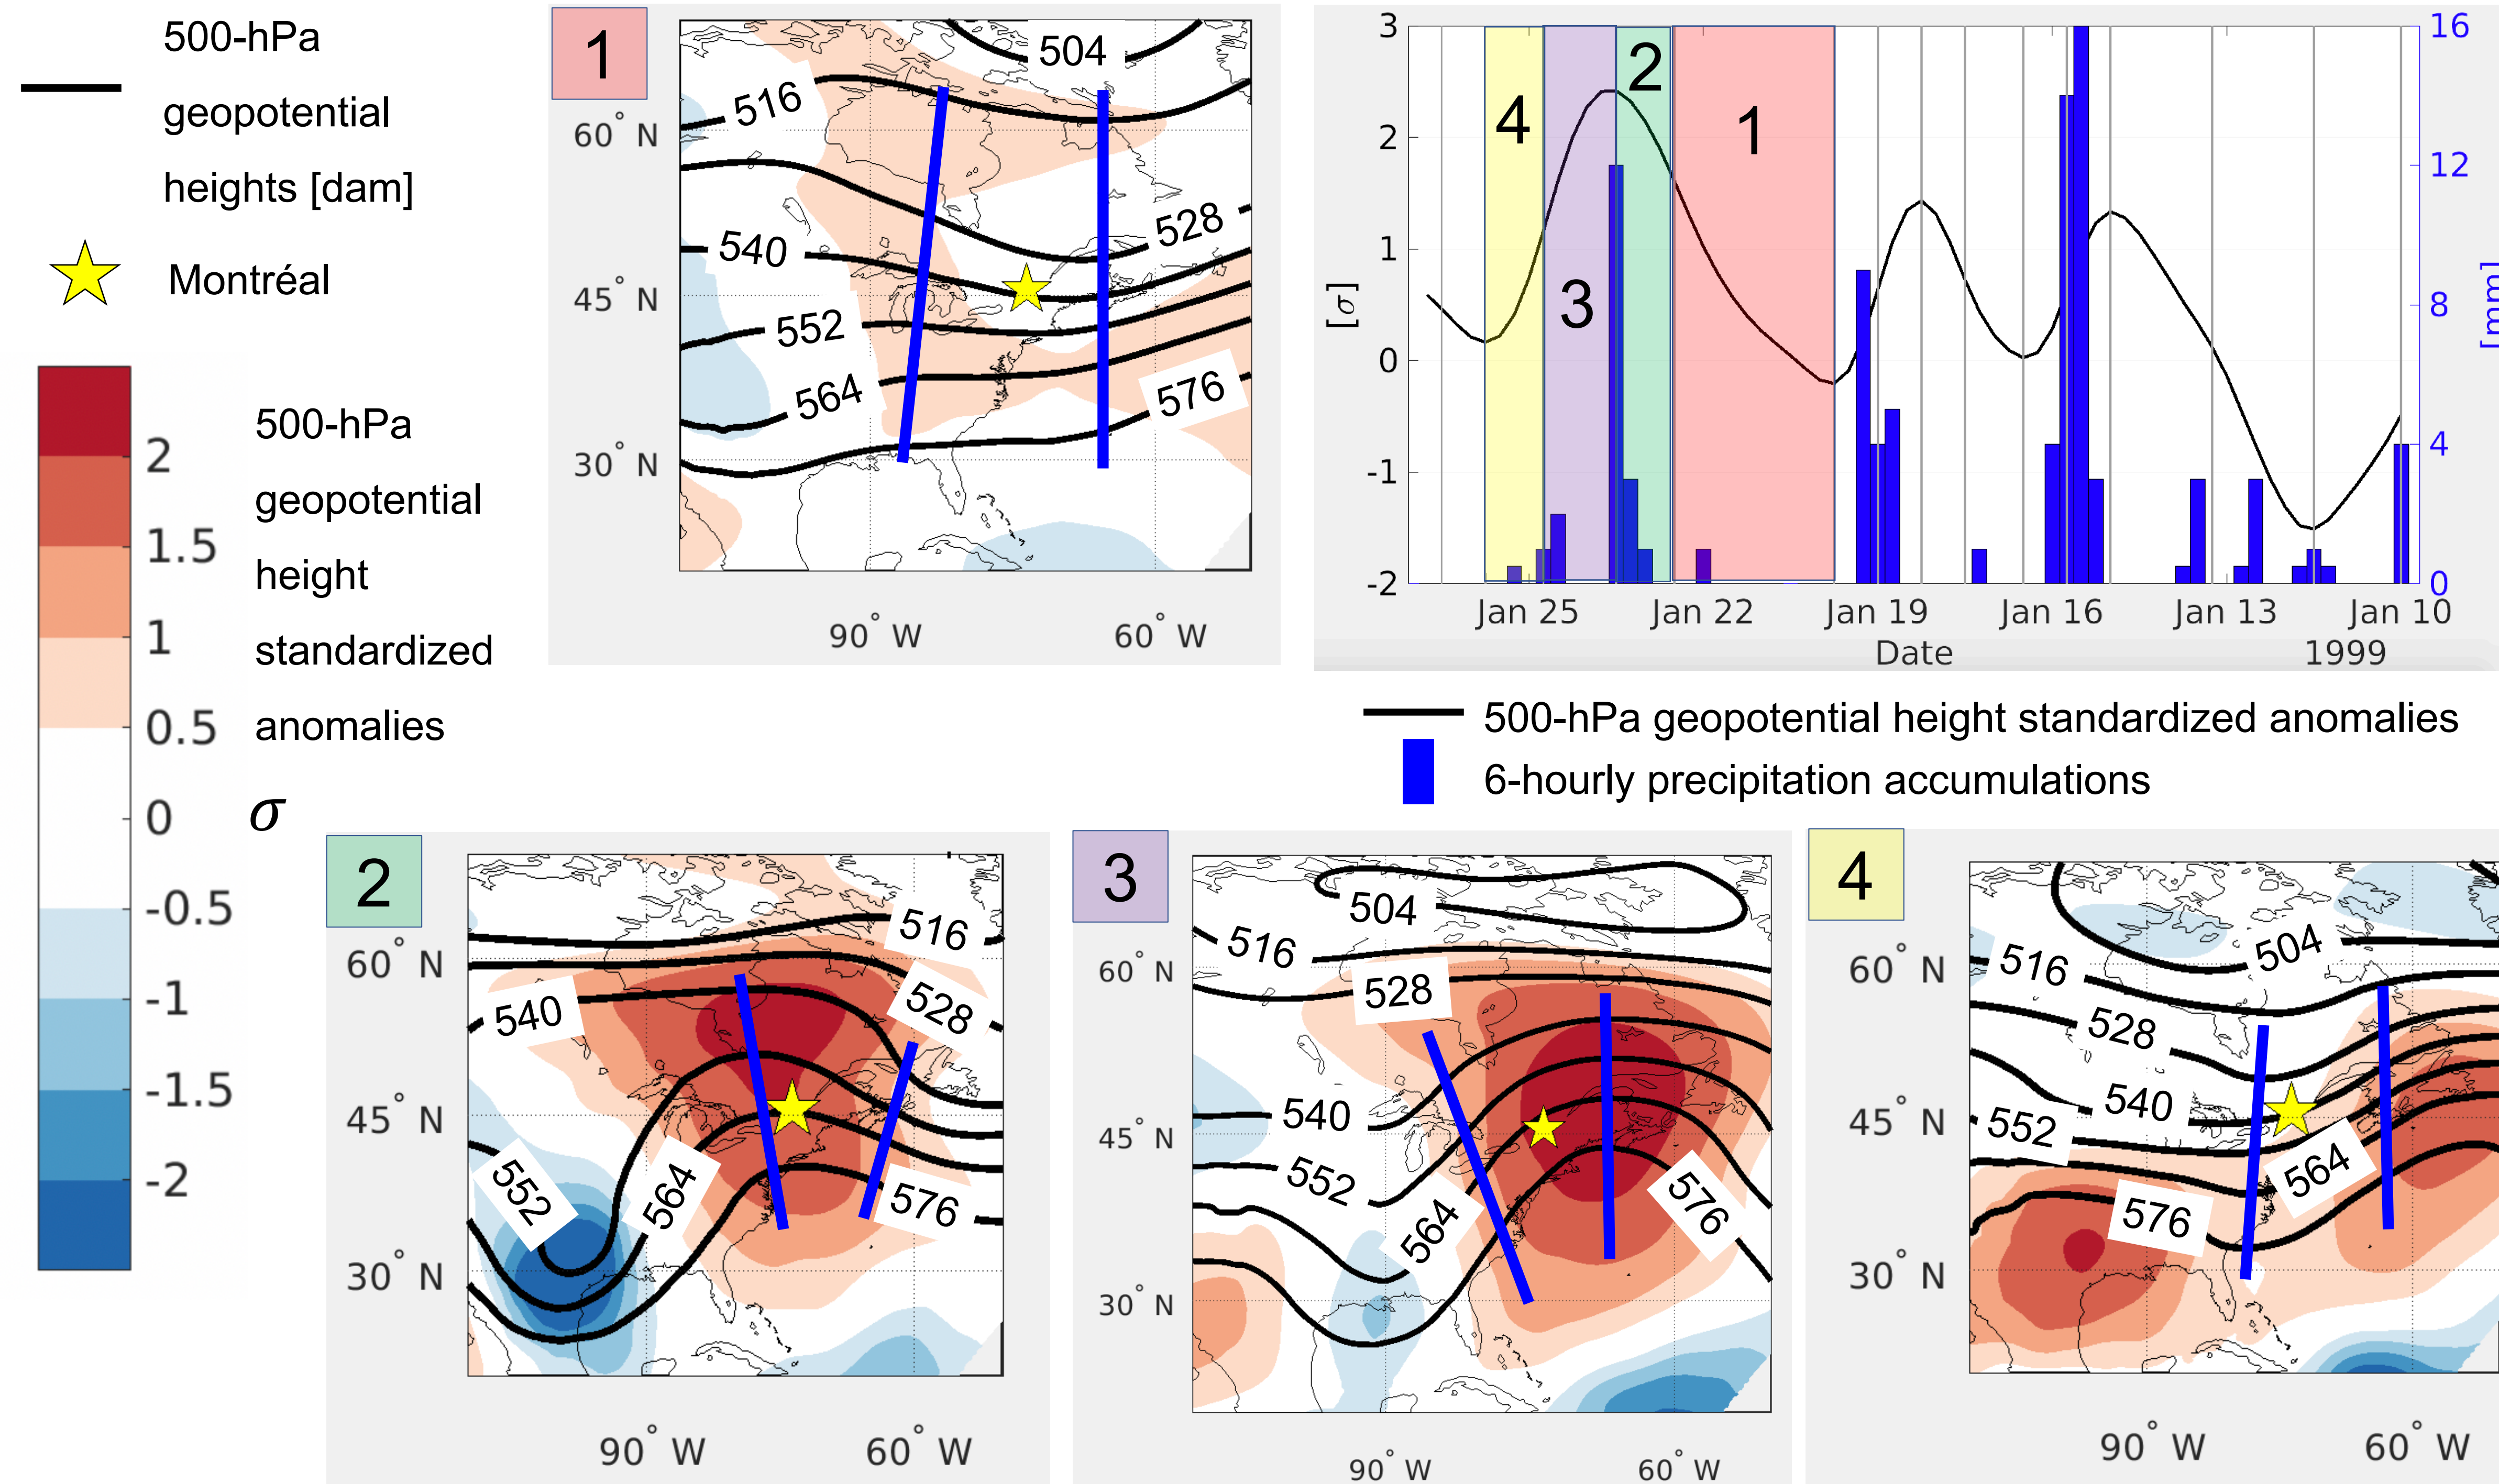 500-hPa
geopotential
heights [dam]
Montréal
2
1.5
1
0.5
0
-0.5
-1
-1.5
-2
500-hPa
geopotential
height
standardized
anomalies
σ
1
504
516
528
540
552
564
576
60° N
45° N
30° N
90° W
60° W
3
2
1
0
-1
-2
[σ]
4
3
2
1
16
12
8
4
0
[mm]
Jan 25
Jan 22
Jan 19
Jan 16
Jan 13
Jan 10
Date
1999
500-hPa geopotential height standardized anomalies
6-hourly precipitation accumulations
2
516
528
540
552
564
576
60° N
45° N
30° N
90° W
60° W
3
504
516
528
540
552
564
576
60° N
45° N
30° N
90° W
60° W
4
504
516
528
540
552
564
576
60° N
45° N
30° N
90° W
60° W